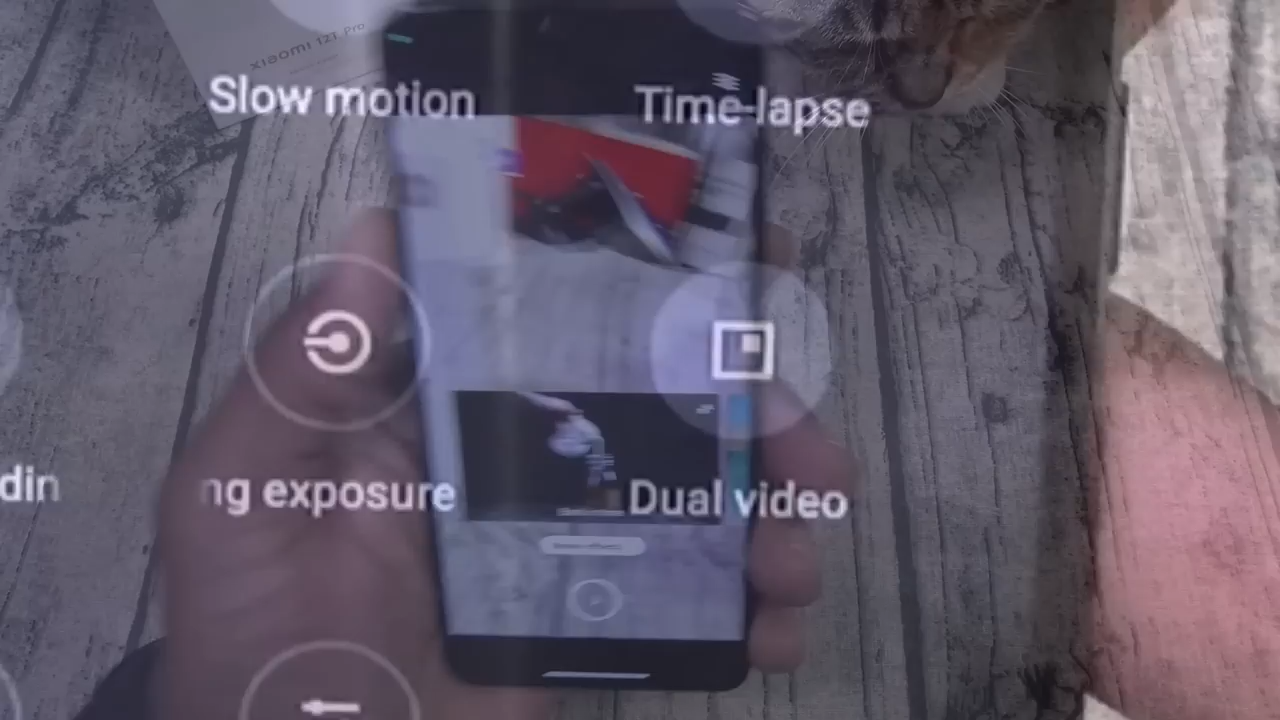 xiaomi 12T Pro
Slow motion
Time-lapse
din
ng exposure
Dual video